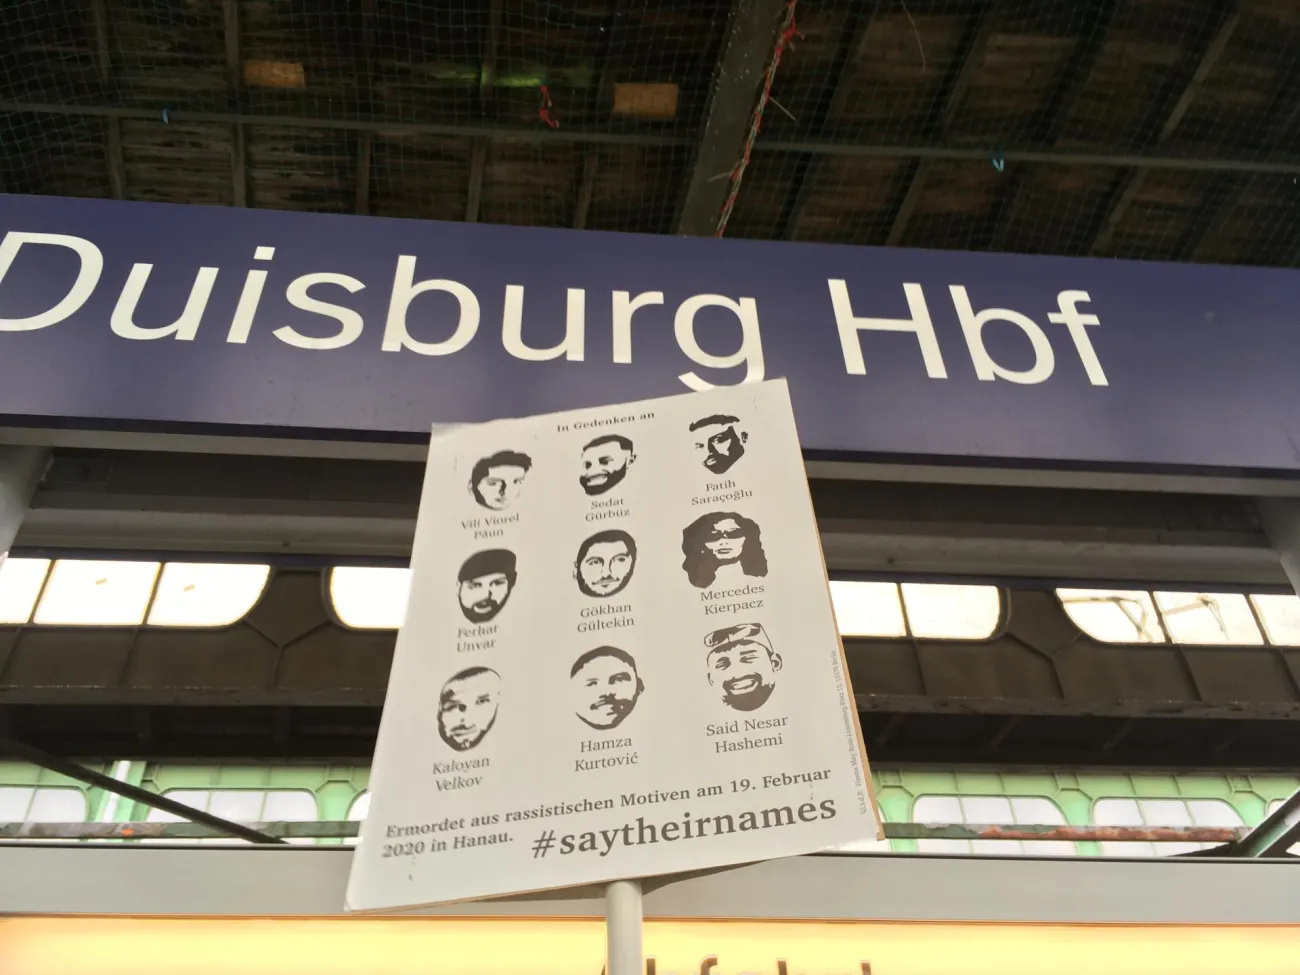 Duisburg Hbf
In Gedenken an
Vili Viorel
Păun
Sedat
Gürbüz
Fatih
Saraçoğlu
Ferhat
Unvar
Gökhan
Gültekin
Mercedes
Kierpacz
Kaloyan
Velkov
Hamza
Kurtović
Said Nesar
Hashemi
Ermordet aus rassistischen Motiven am 19. Februar
2020 in Hanau.
#saytheirnames